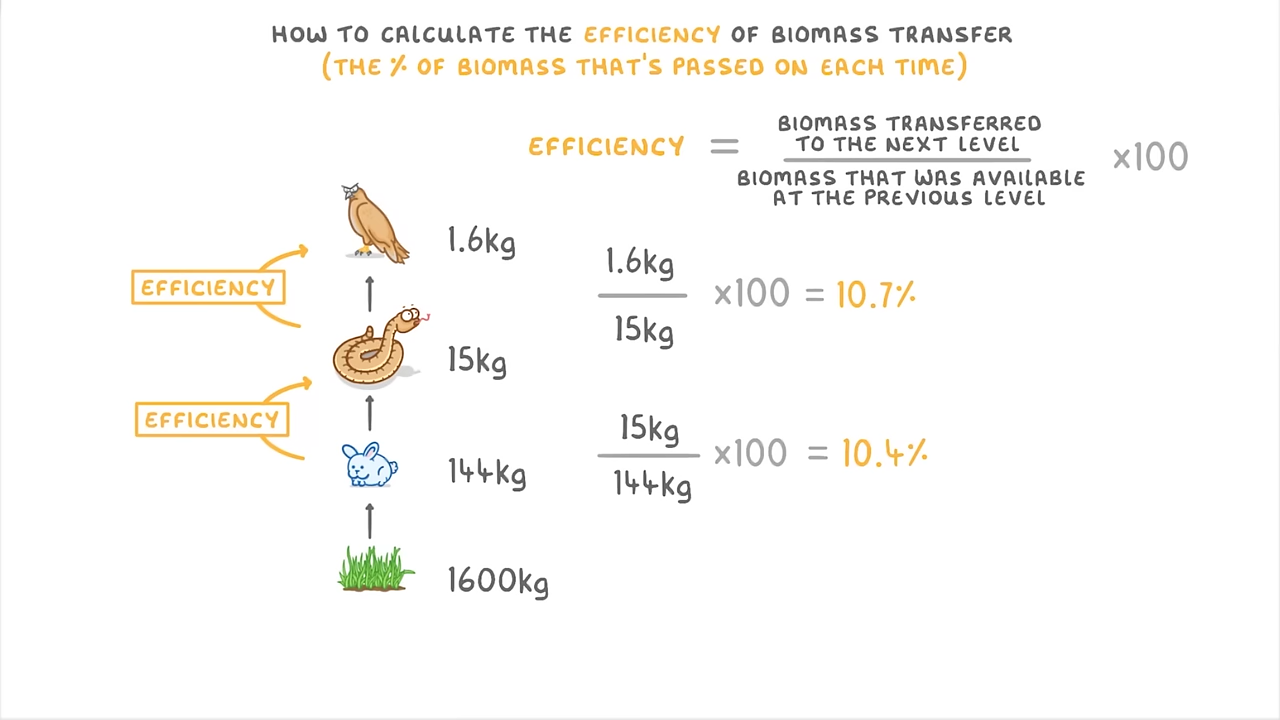 HOW TO CALCULATE THE EFFICIENCY OF BIOMASS TRANSFER
(THE % OF BIOMASS THAT'S PASSED ON EACH TIME)
EFFICIENCY = BIOMASS TRANSFERRED
TO THE NEXT LEVEL
BIOMASS THAT WAS AVAILABLE
AT THE PREVIOUS LEVEL
x100
1.6kg
EFFICIENCY
15kg
EFFICIENCY
144kg
1600kg
1.6kg
15kg
x100 = 10.7%
15kg
144kg
x100 = 10.4%